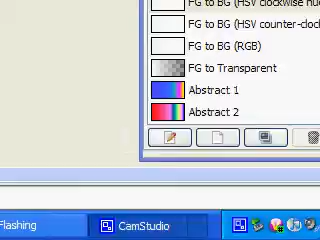 FG to BG (HSV clockwise hue
FG to BG (HSV counter-cloc
FG to BG (RGB)
FG to Transparent
Abstract 1
Abstract 2
Flashing
CamStudio